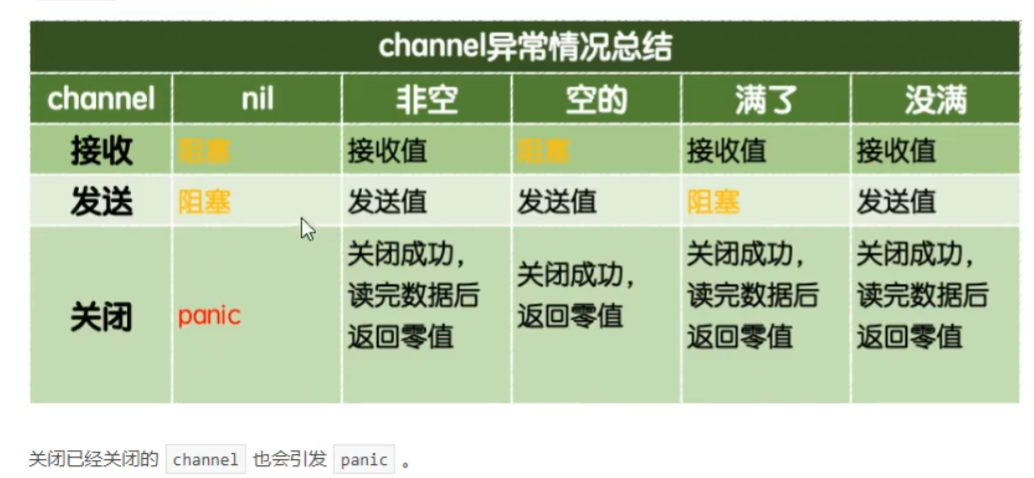 channel异常情况总结
channel nil 非空 空的 满了 没满
接收 阻塞 接收值 阻塞 接收值 接收值
发送 阻塞 发送值 发送值 阻塞 发送值
关闭 panic 关闭成功，读完数据后返回零值 关闭成功，返回零值 关闭成功，读完数据后返回零值 关闭成功，读完数据后返回零值
关闭已经关闭的 channel 也会引发 panic 。